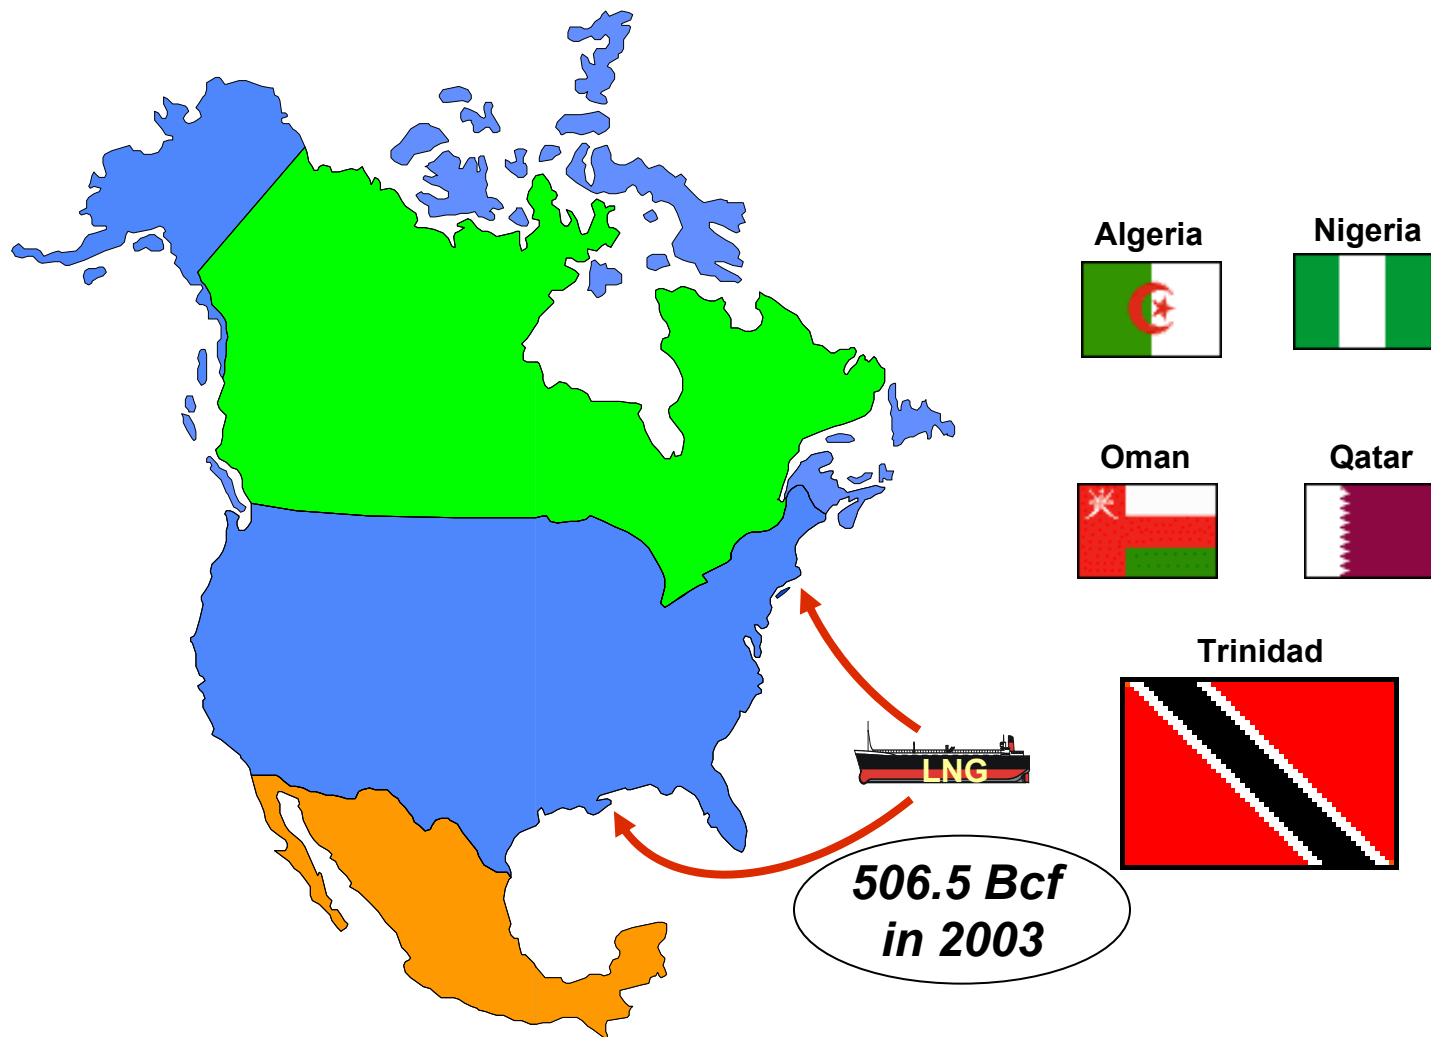 Algeria
Nigeria
Oman
Qatar
Trinidad
LNG
506.5 Bcf
in 2003